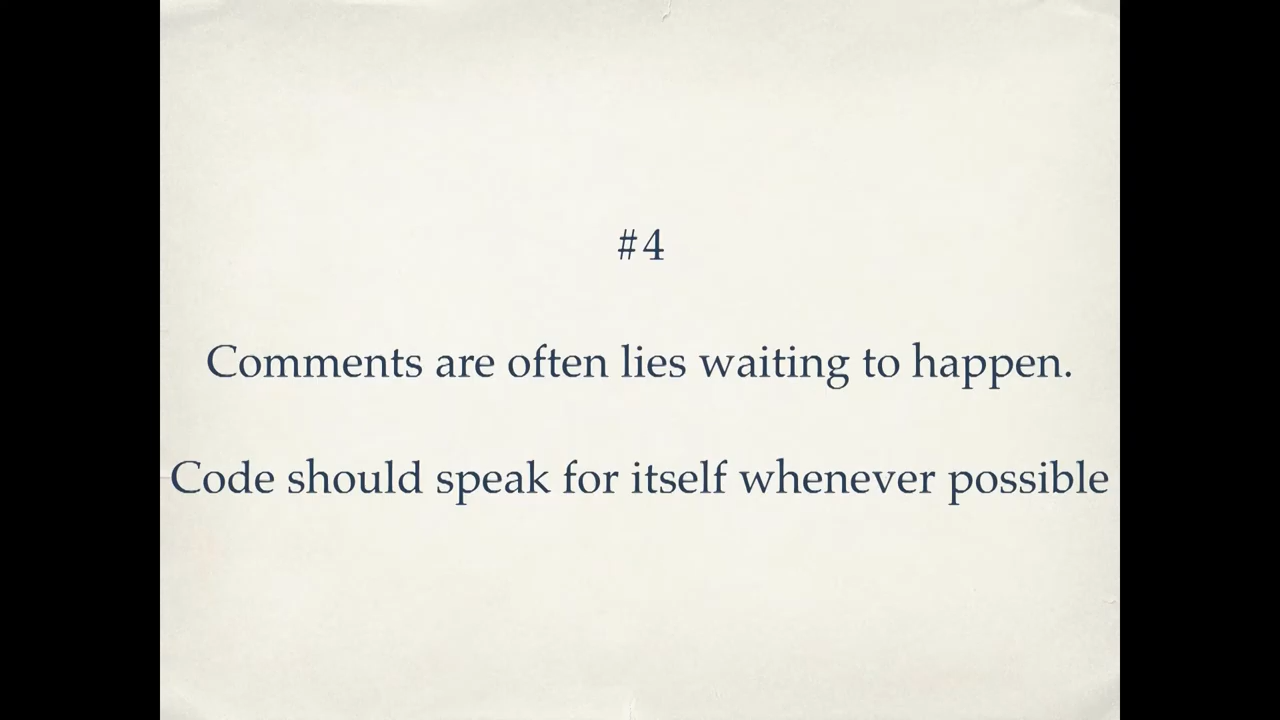 #4
Comments are often lies waiting to happen.
Code should speak for itself whenever possible